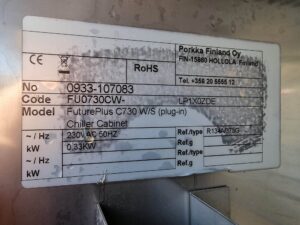 Porkka Finland Oy
FIN-15860 HOLLOLA Finland
CE RoHS
Tel. +358 20 5555 12
No 0933-107083
Code FU0730CW- LP1X0ZDE
Model FuturePlus C730 W/S (plug-in)
Chiller Cabinet
~ / Hz 230V AC 50HZ Ref./type R134A/
kW 0,33KW Ref.g
~ / Hz Ref./type
kW Ref.g